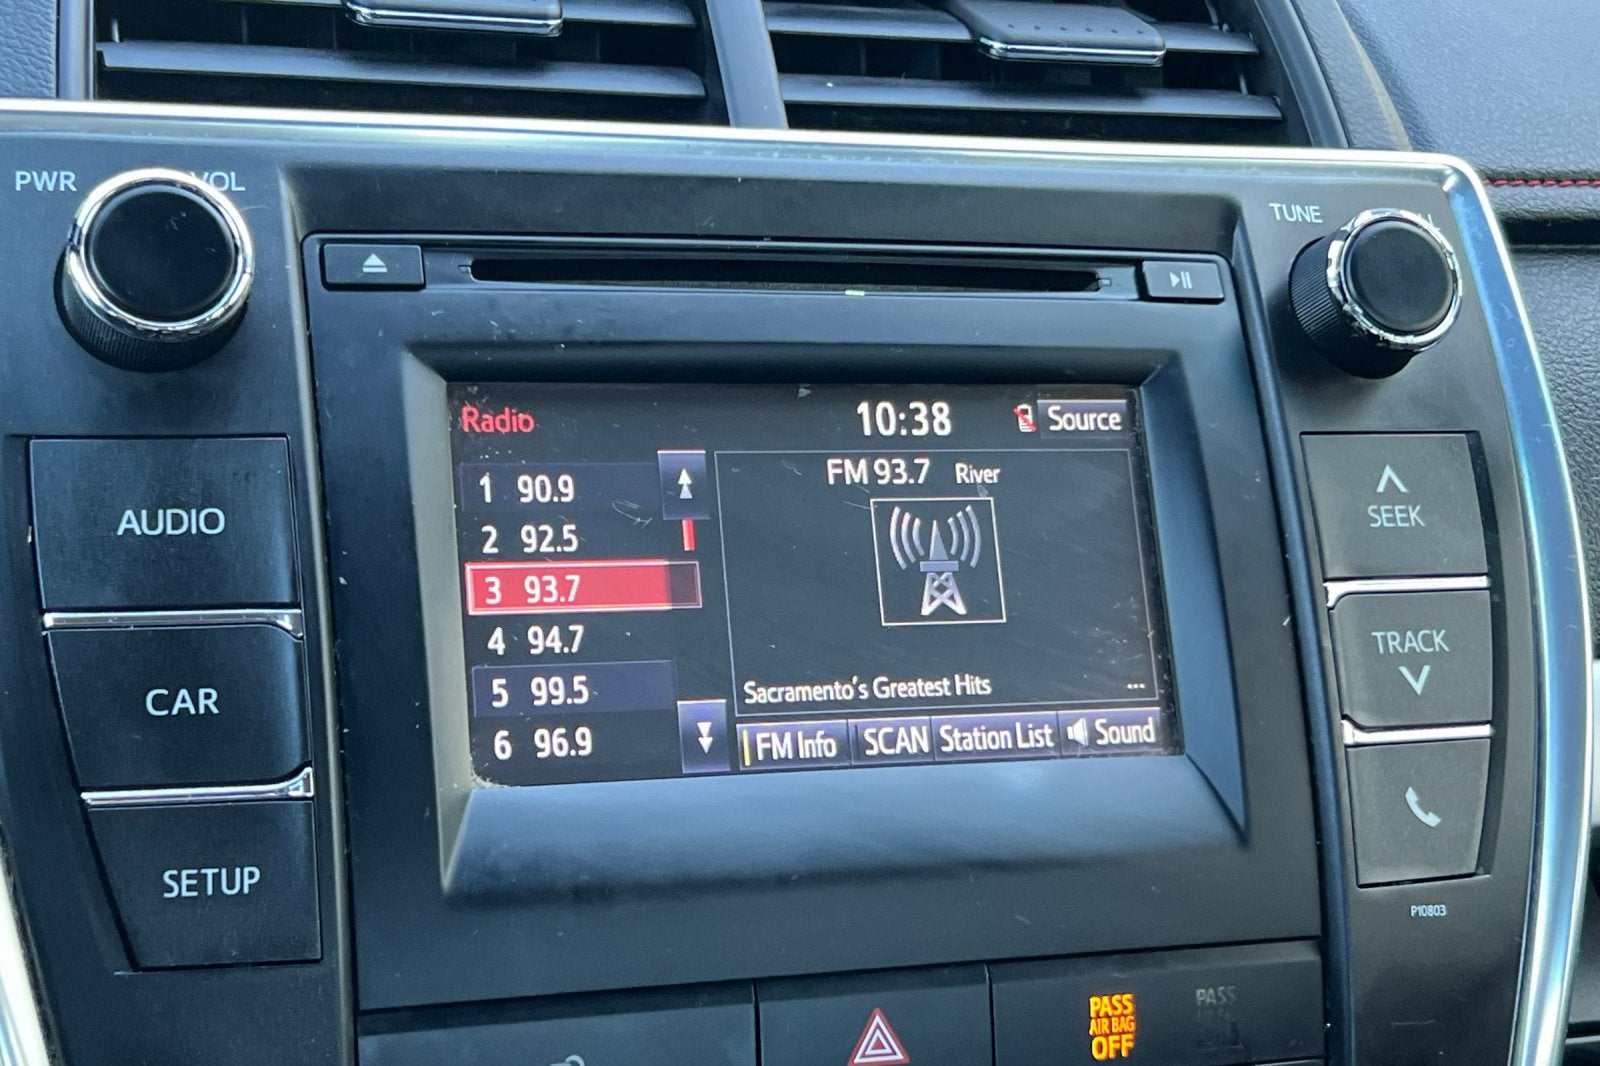 PWR
VOL
TUNE
AUDIO
CAR
SETUP
Radio
10:38
Source
1 90.9
2 92.5
3 93.7
4 94.7
5 99.5
6 96.9
FM 93.7 River
Sacramento's Greatest Hits
...
FM Info
SCAN
Station List
Sound
SEEK
TRACK
P10803
PASS
AIR BAG
OFF
PASS